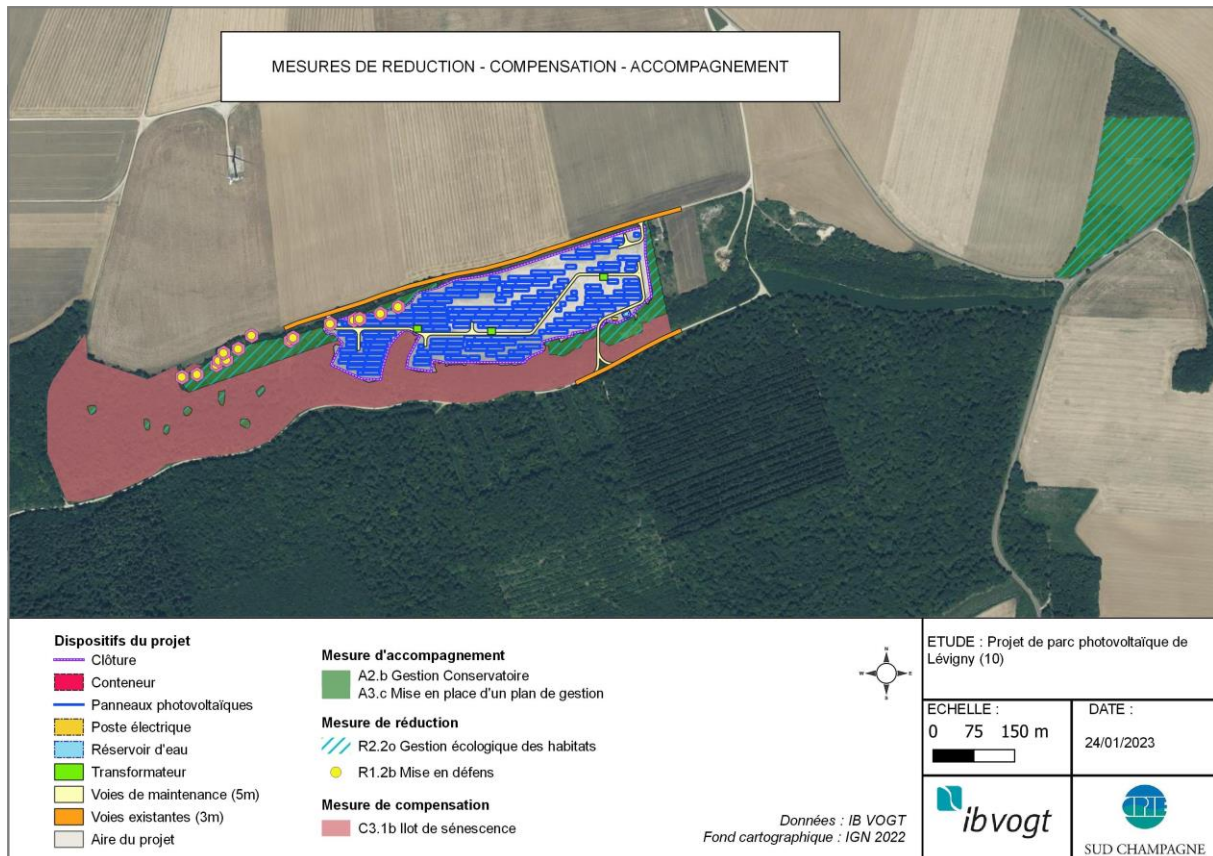 MESURES DE REDUCTION - COMPENSATION - ACCOMPAGNEMENT
Dispositifs du projet
Clôture
Conteneur
Panneaux photovoltaïques
Poste électrique
Réservoir d'eau
Transformateur
Voies de maintenance (5m)
Voies existantes (3m)
Aire du projet
Mesure d'accompagnement
A2.b Gestion Conservatoire
A3.c Mise en place d'un plan de gestion
Mesure de réduction
R2.2o Gestion écologique des habitats
R1.2b Mise en défens
Mesure de compensation
C3.1b Ilot de sénescence
Données : IB VOGT
Fond cartographique : IGN 2022
N
W
E
S
ETUDE : Projet de parc photovoltaïque de
Lévigny (10)
ECHELLE :
0 75 150 m
DATE :
24/01/2023
ib vogt
CPIE
SUD CHAMPAGNE